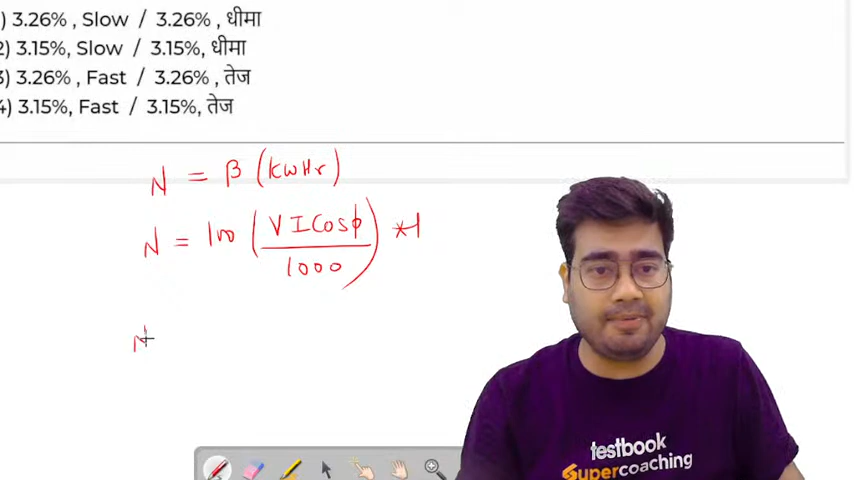 ) 3.26% , Slow / 3.26% , धीमा
2) 3.15%, Slow / 3.15%, धीमा
3) 3.26% , Fast / 3.26% , तेज
4) 3.15%, Fast / 3.15%, तेज
N = β (kwHr)
N = 100 (VICosϕ/1000) *1
N
testbook
Supercoaching